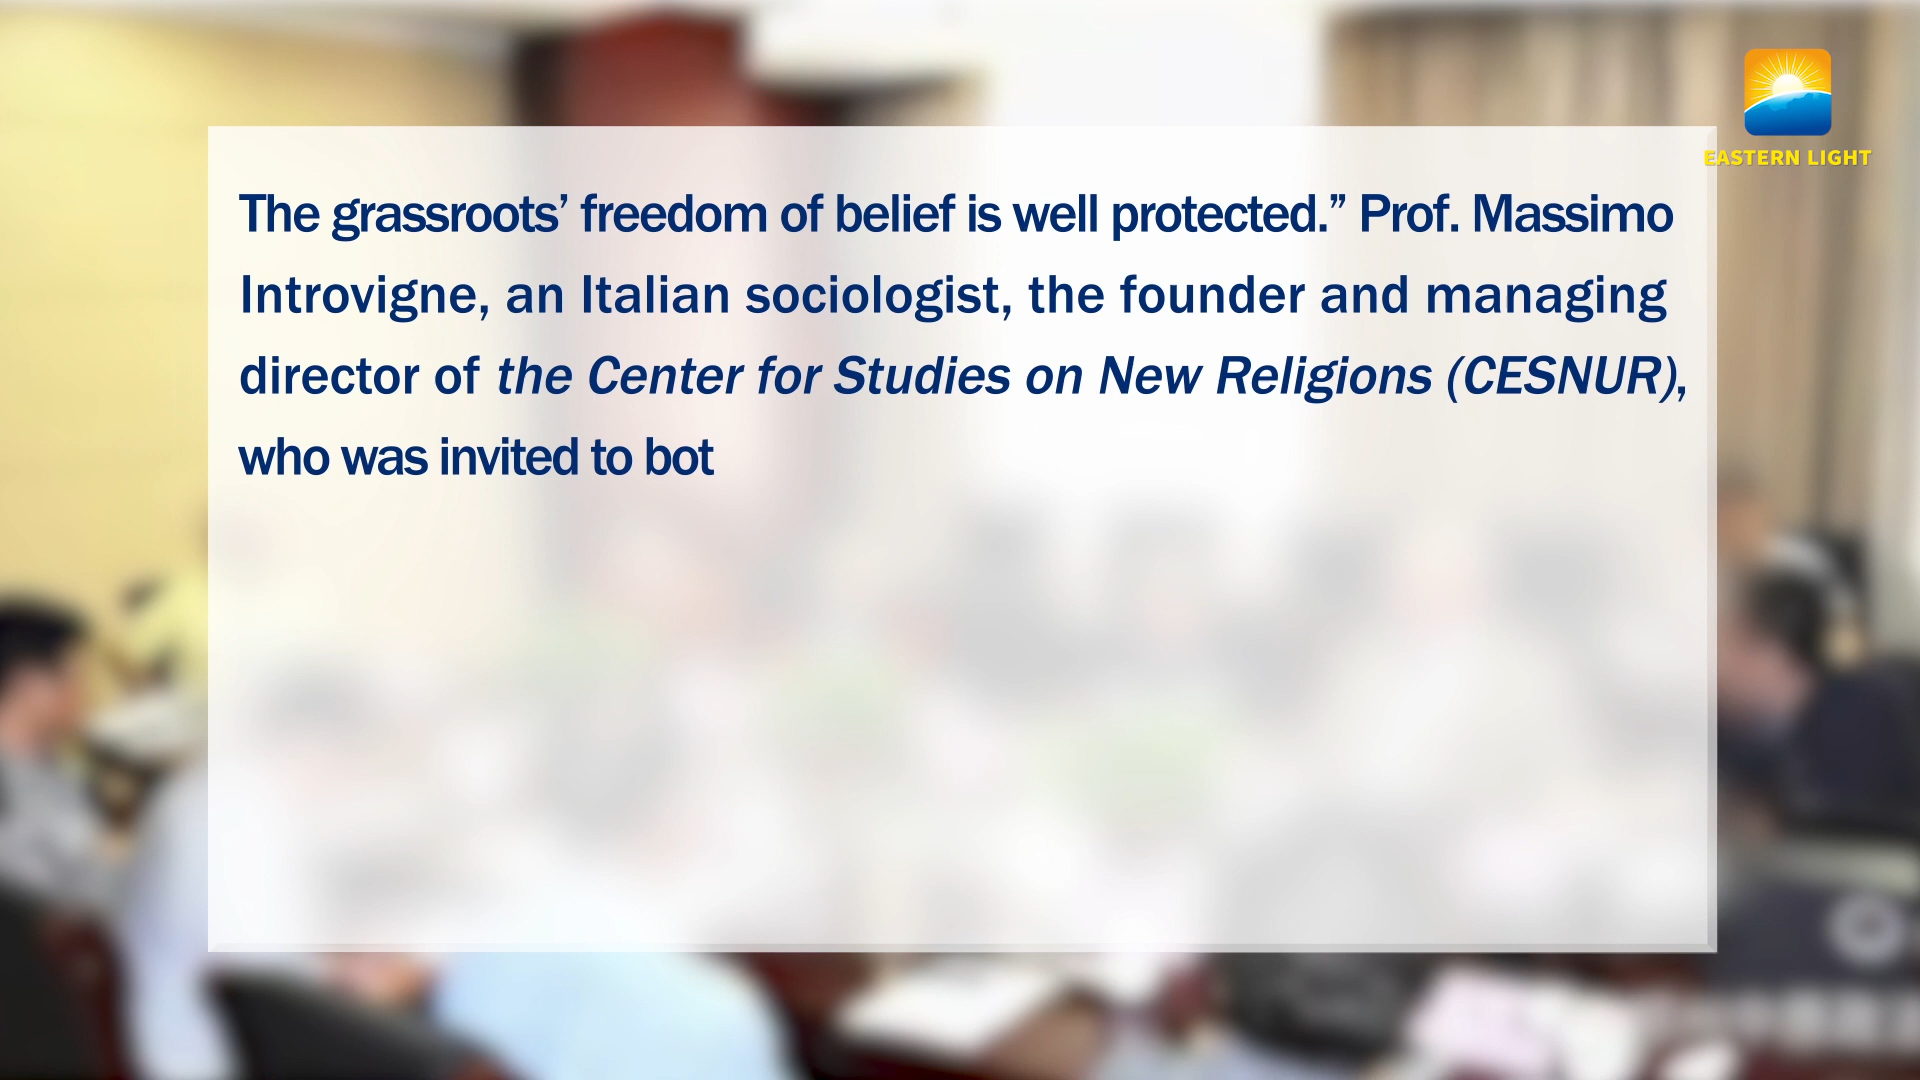 EASTERN LIGHT
The grassroots’ freedom of belief is well protected.” Prof. Massimo
Introvigne, an Italian sociologist, the founder and managing
director of the Center for Studies on New Religions (CESNUR),
who was invited to bot